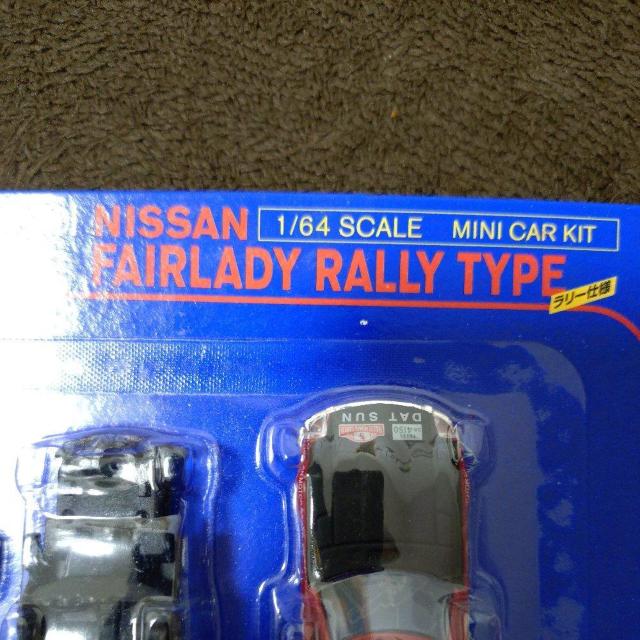 NISSAN 1/64 SCALE MINI CAR KIT
FAIRLADY RALLY TYPE
ラリー仕様
DAT SUN